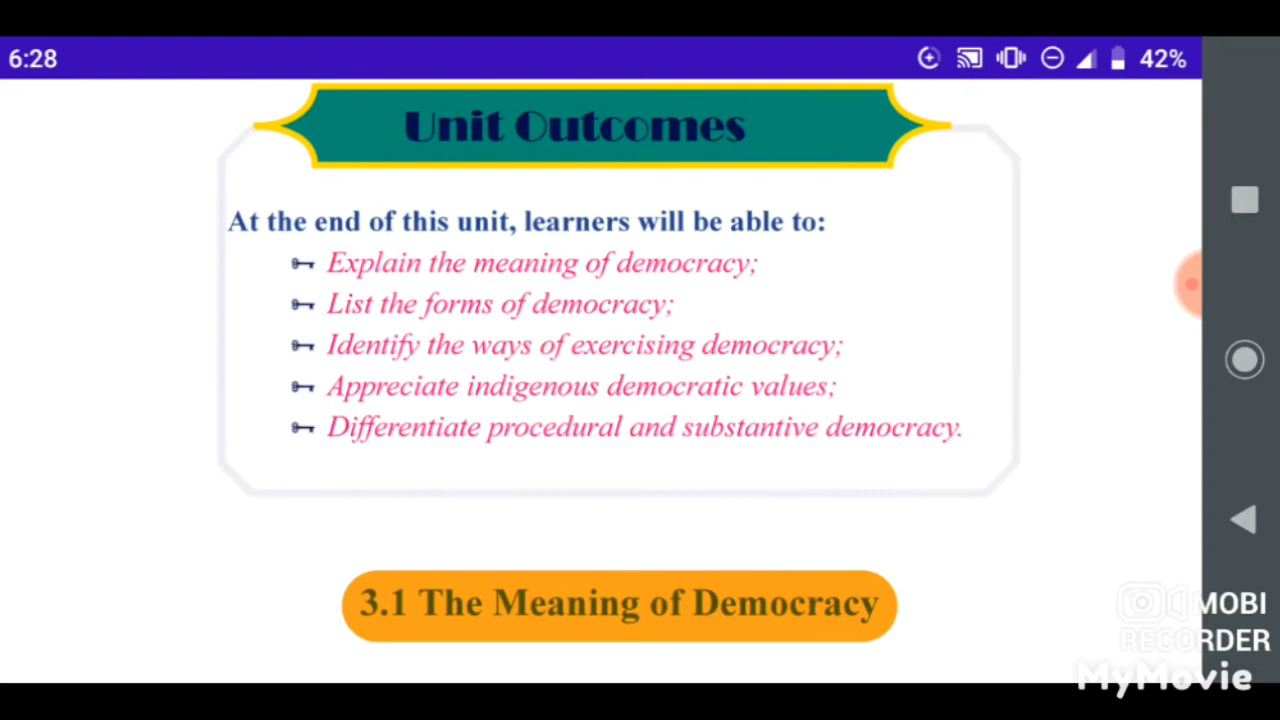 6:28
42%
Unit Outcomes
At the end of this unit, learners will be able to:
Explain the meaning of democracy;
List the forms of democracy;
Identify the ways of exercising democracy;
Appreciate indigenous democratic values;
Differentiate procedural and substantive democracy.
3.1 The Meaning of Democracy
MOBI
RECORDER
MyMovie